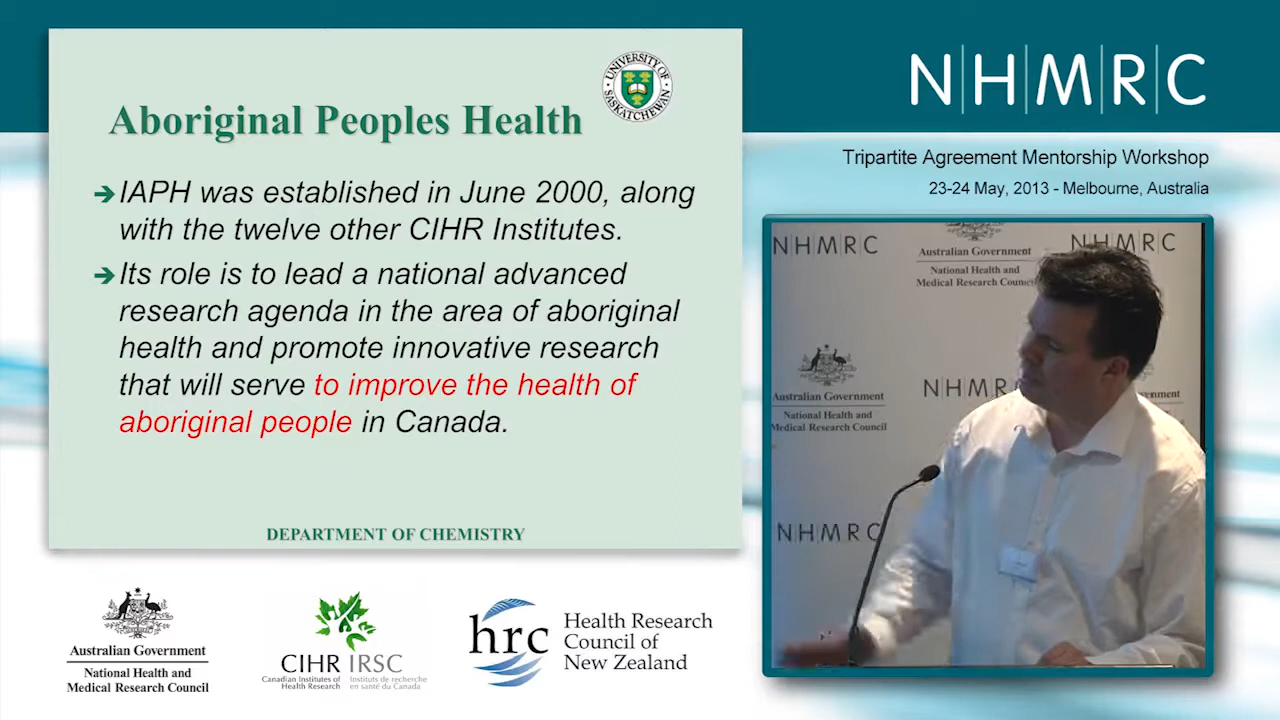 UNIVERSITY OF
SASKATCHEWAN
Aboriginal Peoples Health
IAPH was established in June 2000, along
with the twelve other CIHR Institutes.
Its role is to lead a national advanced
research agenda in the area of aboriginal
health and promote innovative research
that will serve to improve the health of
aboriginal people in Canada.
DEPARTMENT OF CHEMISTRY
NHMRC
Tripartite Agreement Mentorship Workshop
23-24 May, 2013 - Melbourne, Australia
NHMRC
Australian Government
National Health and
Medical Research Council
NHMRC
Australian Government
National Health and
Medical Research Council
NHMR
NHMRC
Australian Government
National Health and
Medical Research Council
CIHR IRSC
Canadian Institutes of
Health Research
Instituts de recherche
en santé du Canada
hrc
Health Research
Council of
New Zealand